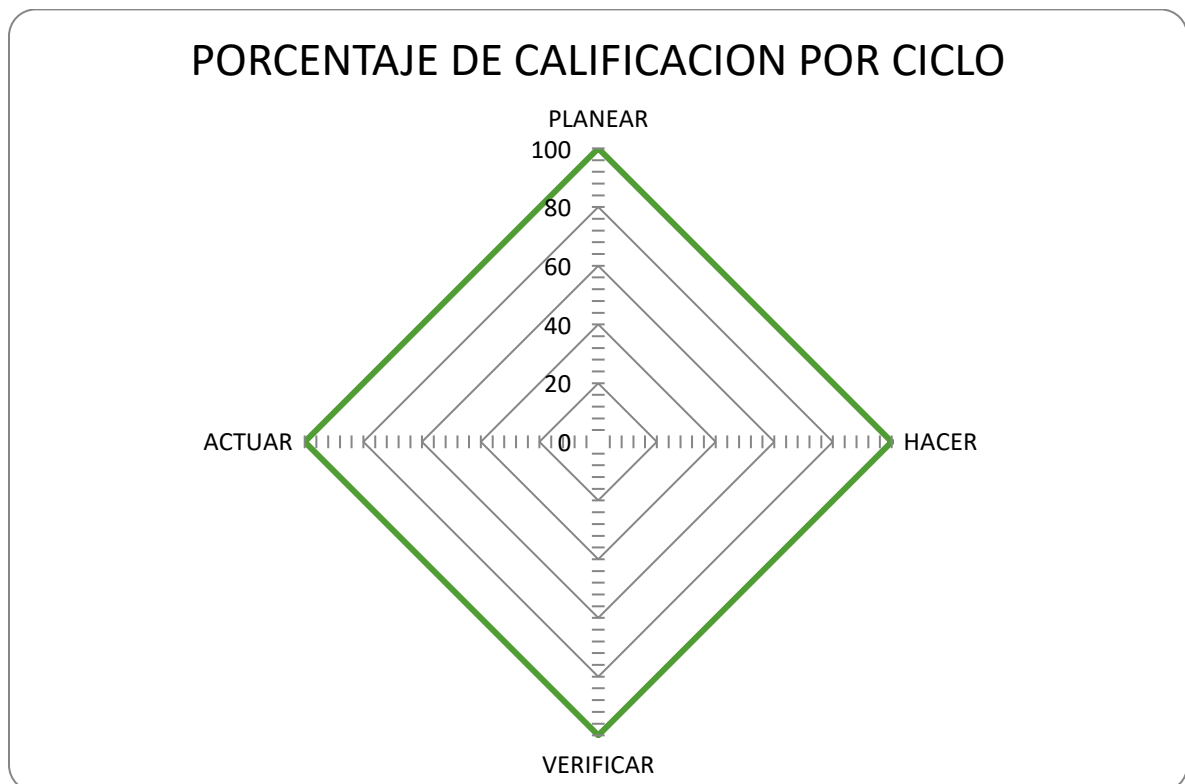 PORCENTAJE DE CALIFICACION POR CICLO
PLANEAR
100
80
60
40
20
ACTUAR
0
HACER
VERIFICAR